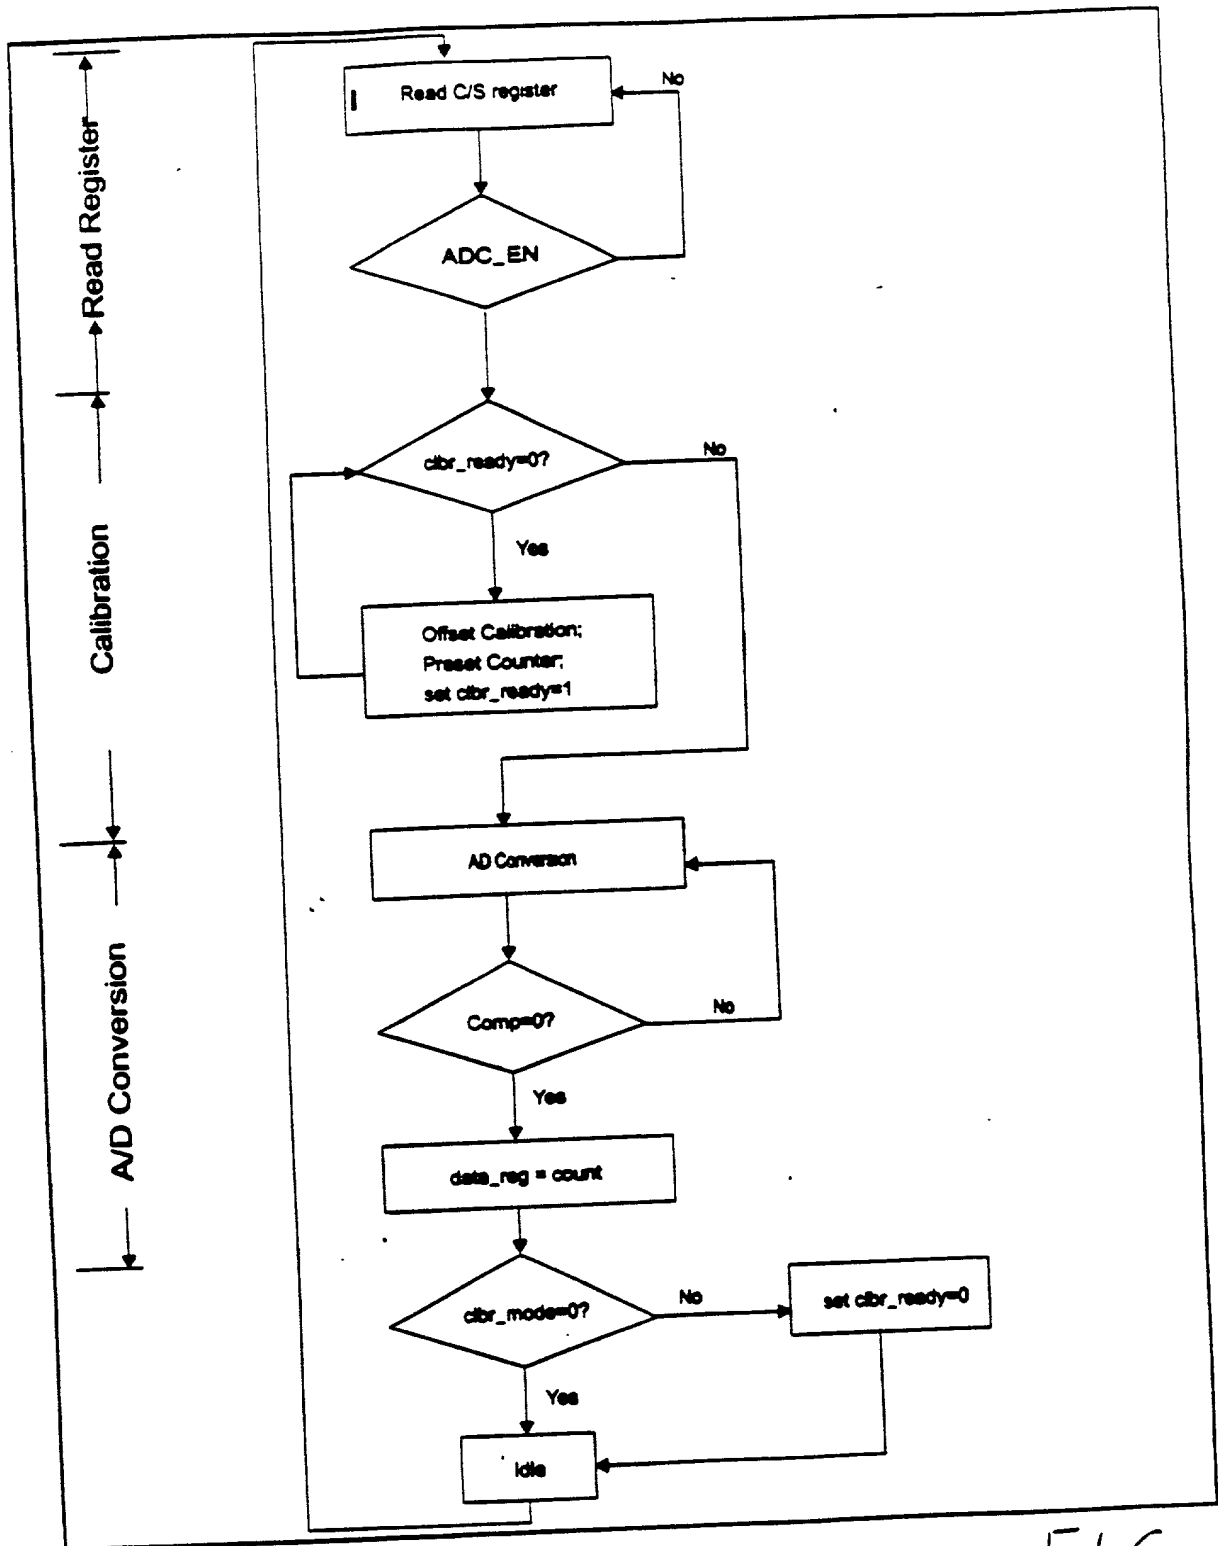 Read C/S register
No
ADC_EN
Read Register
clbr_ready=0?
No
Yes
Calibration
Offset Calibration;
Preset Counter;
set clbr_ready=1
AD Conversion
A/D Conversion
Comp=0?
No
Yes
data_reg = count
clbr_mode=0?
No
set clbr_ready=0
Yes
Idle